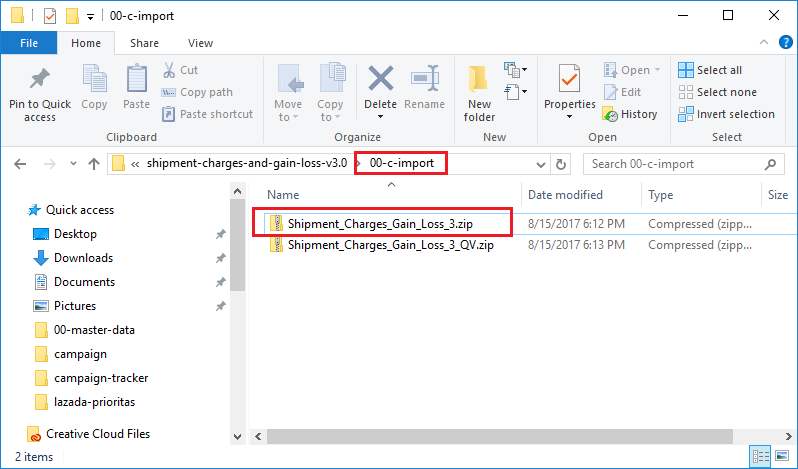 00-c-import
File Home Share View
Pin to Quick access
Copy
Paste
Cut
Copy path
Paste shortcut
Clipboard
Move to
Copy to
Delete
Rename
Organize
New folder
New
Properties
Open
Edit
History
Open
Select all
Select none
Invert selection
Select
« shipment-charges-and-gain-loss-v3.0 › 00-c-import
Search 00-c-import
Name Date modified Type
Quick access
Desktop
Downloads
Documents
Pictures
00-master-data
campaign
campaign-tracker
lazada-prioritas
Creative Cloud Files
Shipment_Charges_Gain_Loss_3.zip 8/15/2017 6:12 PM Compressed (zipp...
Shipment_Charges_Gain_Loss_3_QV.zip 8/15/2017 6:13 PM Compressed (zipp...
2 items